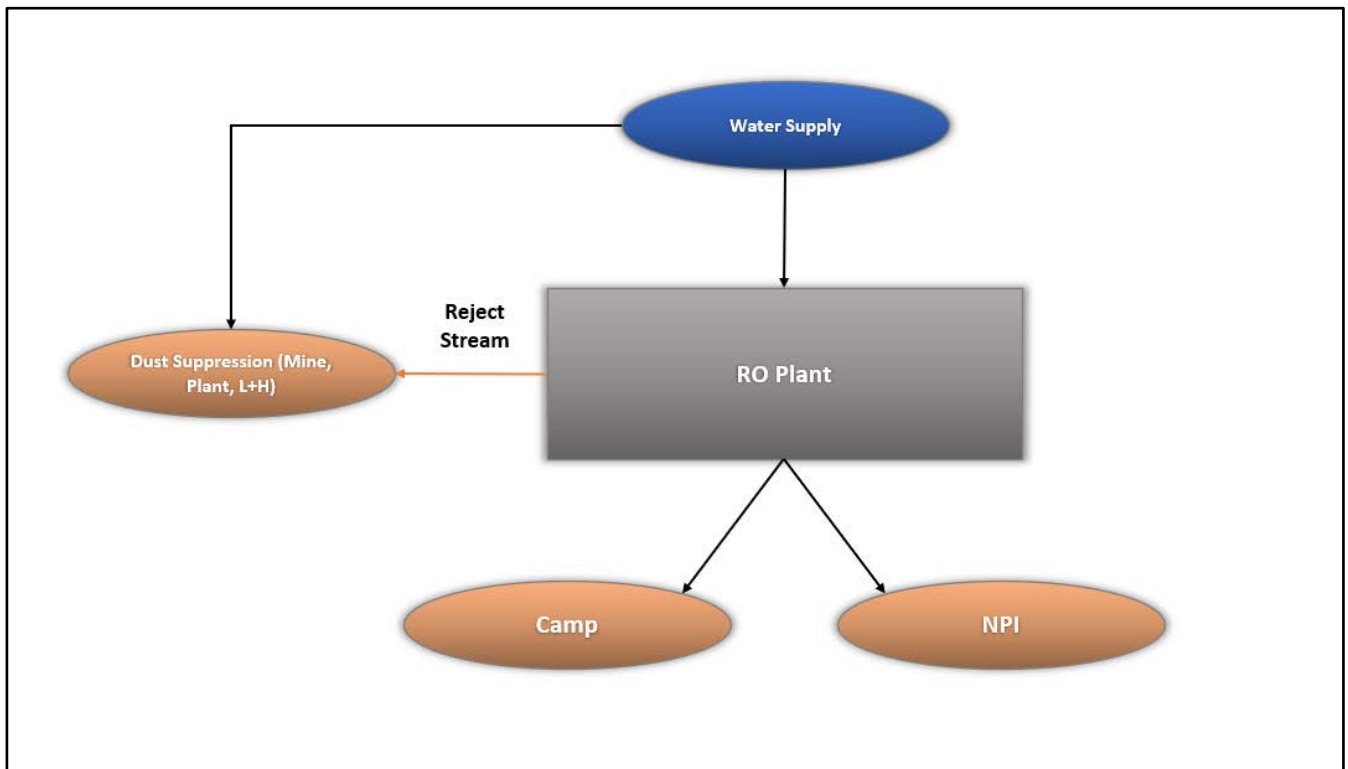 Water Supply
Reject
Stream
Dust Suppression (Mine,
Plant, L+H)
RO Plant
Camp
NPI